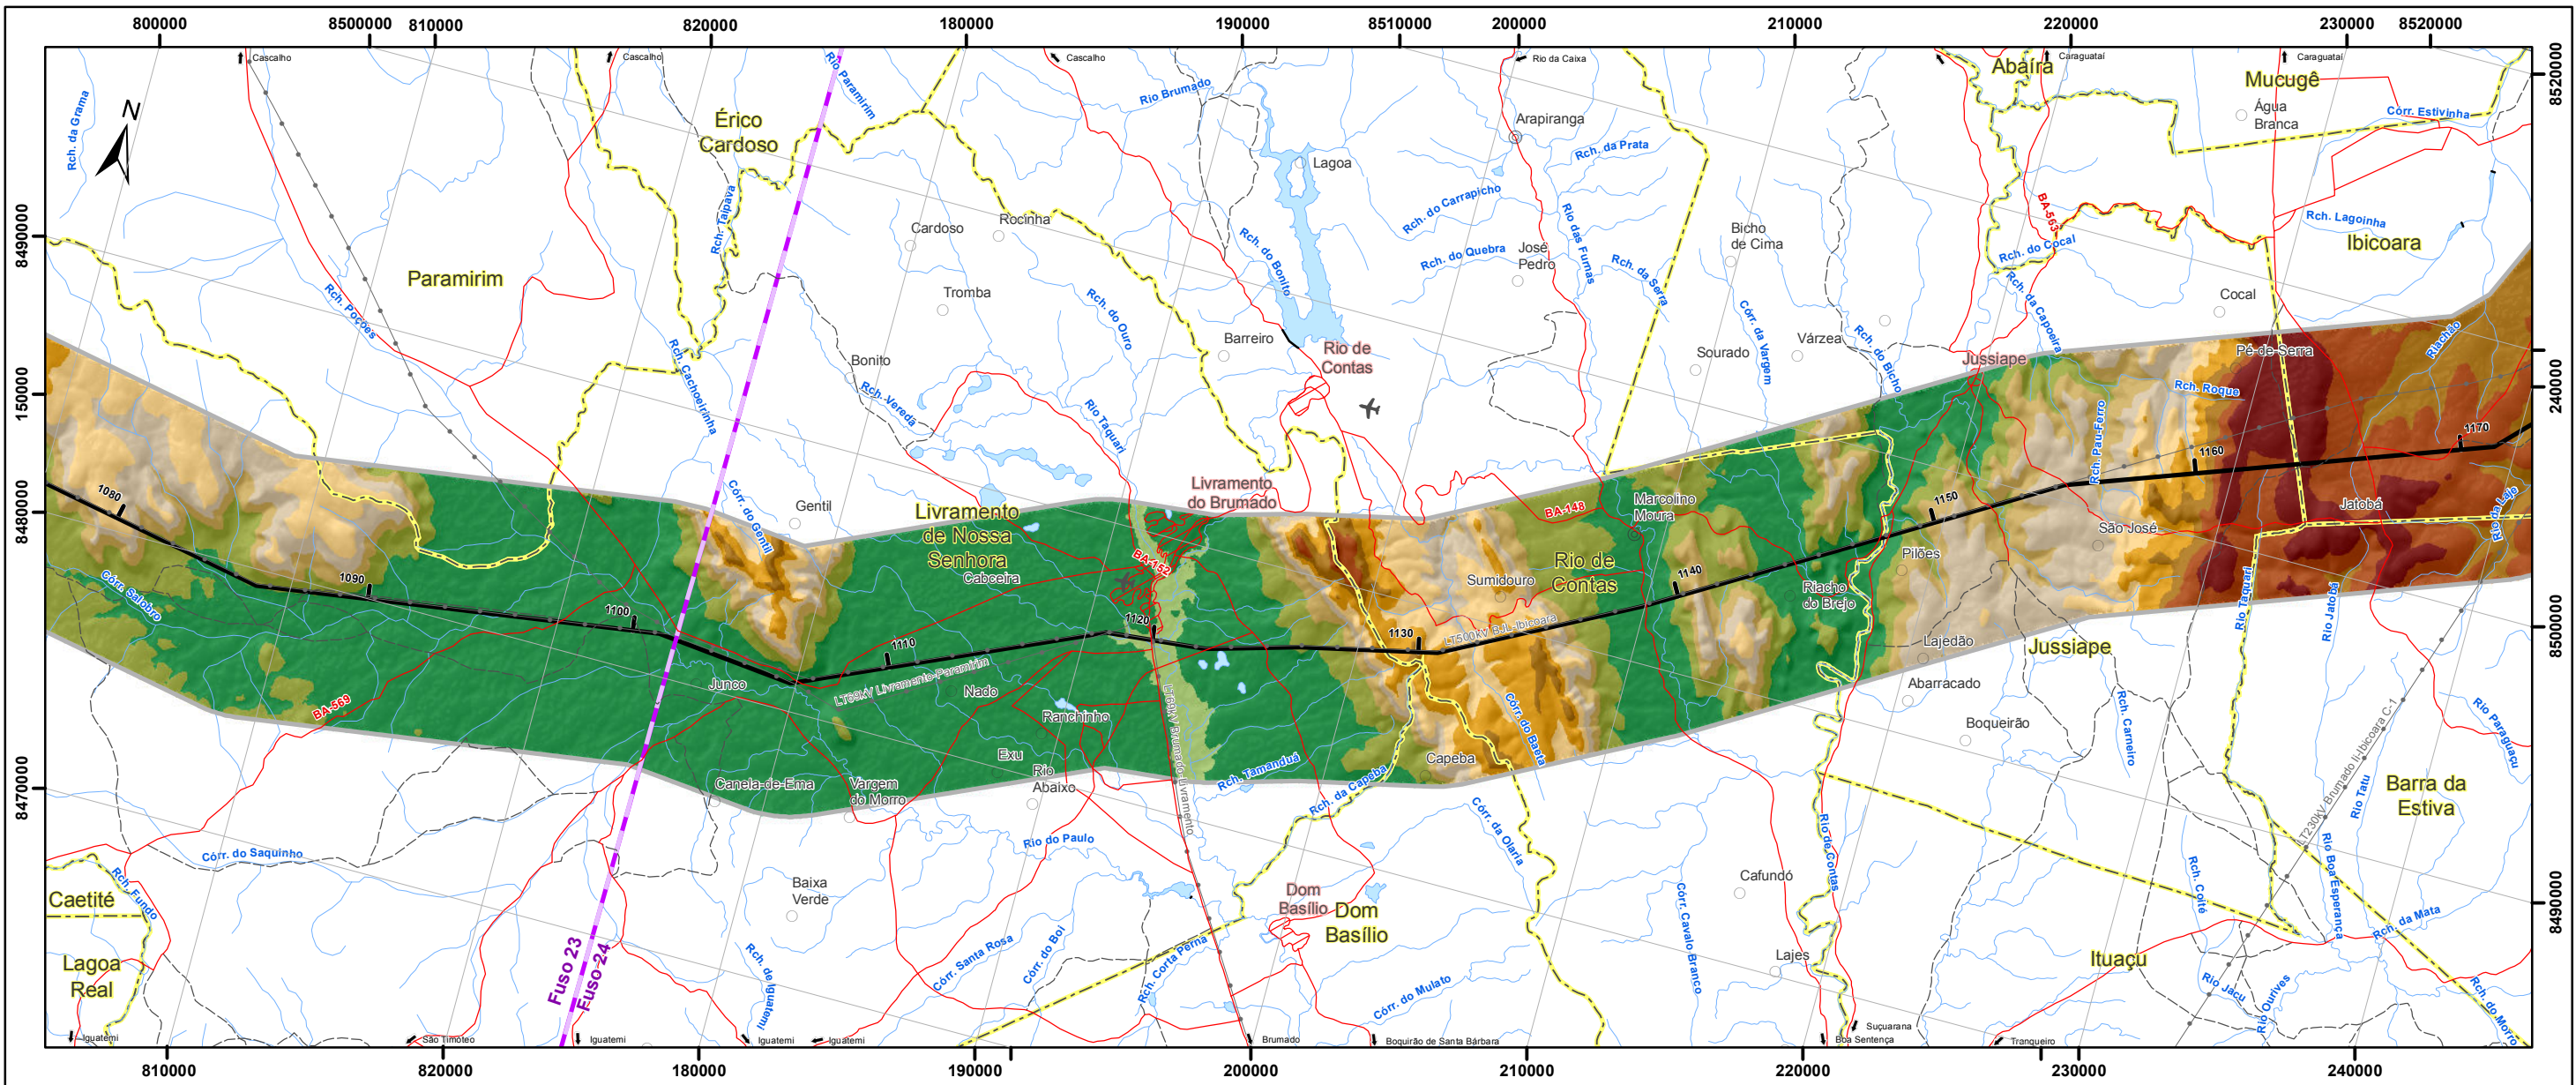 800000
8500000
810000
820000
180000
190000
8510000
200000
210000
220000
230000
8520000
8520000
240000
8500000
8490000
8490000
150000
8480000
8470000
Cascalho
Cascalho
Cascalho
Rio da Caixa
Caraguataí
Caraguataí
Rch. da Grama
N
Érico
Cardoso
Rio Paramirim
Rio Brumado
Arapiranga
Lagoa
Rch. da Prata
Abaíra
Mucugê
Água
Branca
Córr. Estivinha
Paramirim
Rch. Taipava
Cardoso
Rocinha
Tromba
Rch. do Bonito
Rch. do Carrapicho
Rch. do Quebra
José
Pedro
Rio das Furnas
Rch. da Serra
Bicho
de Cima
BA-563
Rch. do Cocal
Rch. Lagoinha
Ibicoara
Rch. Poções
Rch. Cachoeirinha
Bonito
Rch. Vereda
Rch. do Ouro
Rio Taquari
Barreiro
Rio de
Contas
Sourado
Córr. da Vargem
Várzea
Rch. do Bicho
Rch. da Capoeira
Jussiape
Cocal
Pé-de-Serra
Riachão
Rch. Roque
Rch. Pau-Ferro
1080
1090
1100
1110
1120
1130
1140
1150
1160
1170
Córr. do Gentil
Gentil
Livramento
de Nossa
Senhora
Cabceira
Livramento
do Brumado
BA-152
BA-148
Marcolino
Moura
Sumidouro
Rio de
Contas
Riacho
do Brejo
Pilões
São José
Jatobá
Rio da Lajo
Córr. Salobro
BA-569
Junco
LT69kV Livramento-Paramirim
Nado
Ranchinho
Exu
Rio
Abaixo
Canela-de-Ema
Vargem
do Morro
LT69kV Brumado-Livramento
LT500kV BJL-Ibicoara
Rch. Tamanduá
Rch. da Capeba
Capeba
Córr. do Baeta
Lajedão
Abarracado
Boqueirão
Jussiape
Rch. Carneiro
Rio Taquari
Rio Jatobá
LT230kV Brumado II-Ibicoara C-1
Rio Paraguaçu
Rio Tatu
Barra da
Estiva
Córr. do Saquinho
Caetité
Rch. Fundo
Lagoa
Real
Fuso 23
Fuso 24
Baixa
Verde
Rio do Paulo
Rch. de Iguatemi
Córr. Santa Rosa
Córr. do Boi
Rch. Corta Perna
Dom
Basílio
Dom
Basílio
Córr. do Mulato
Córr. da Olaria
Córr. Cavalo Branco
Cafundó
Lajes
Rio de Contas
Ituaçu
Rch. Coité
Rio Boa Esperança
Rch. da Mata
Rio Jacu
Rio Ourives
Rch. do Morro
Iguatemi
São Timóteo
Iguatemi
Iguatemi
Iguatemi
Brumado
Boquirão de Santa Bárbara
Boa Sentença
Suçuarana
Tranqueiro
810000
820000
180000
190000
200000
210000
220000
230000
240000